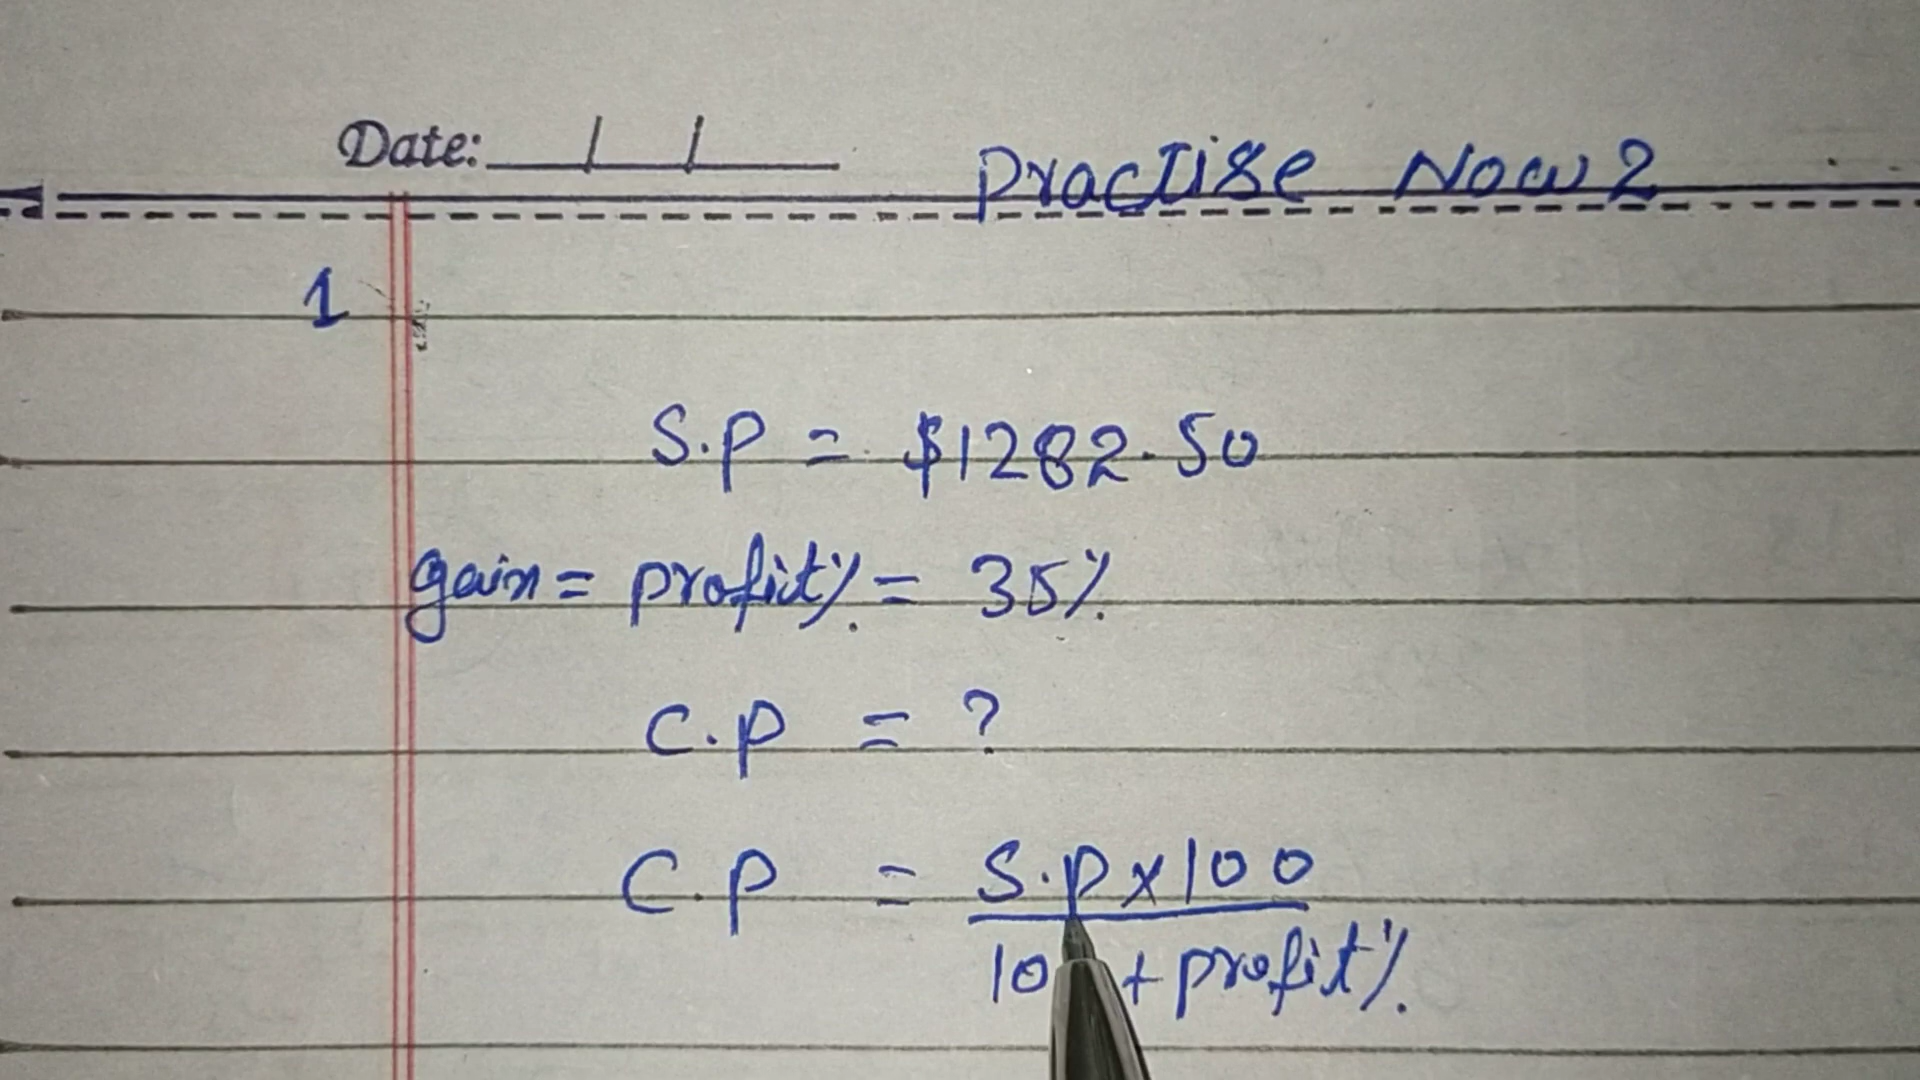 Date: / /
Practise Now 2
1
S.P = $1282.50
gain = profit% = 35%
C.P = ?
C.P = S.P x 100
10 + profit%